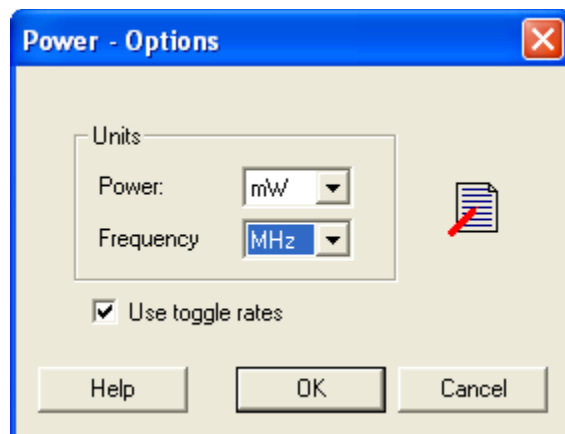 Power - Options
Units
Power: mW
Frequency MHz
Use toggle rates
Help OK Cancel